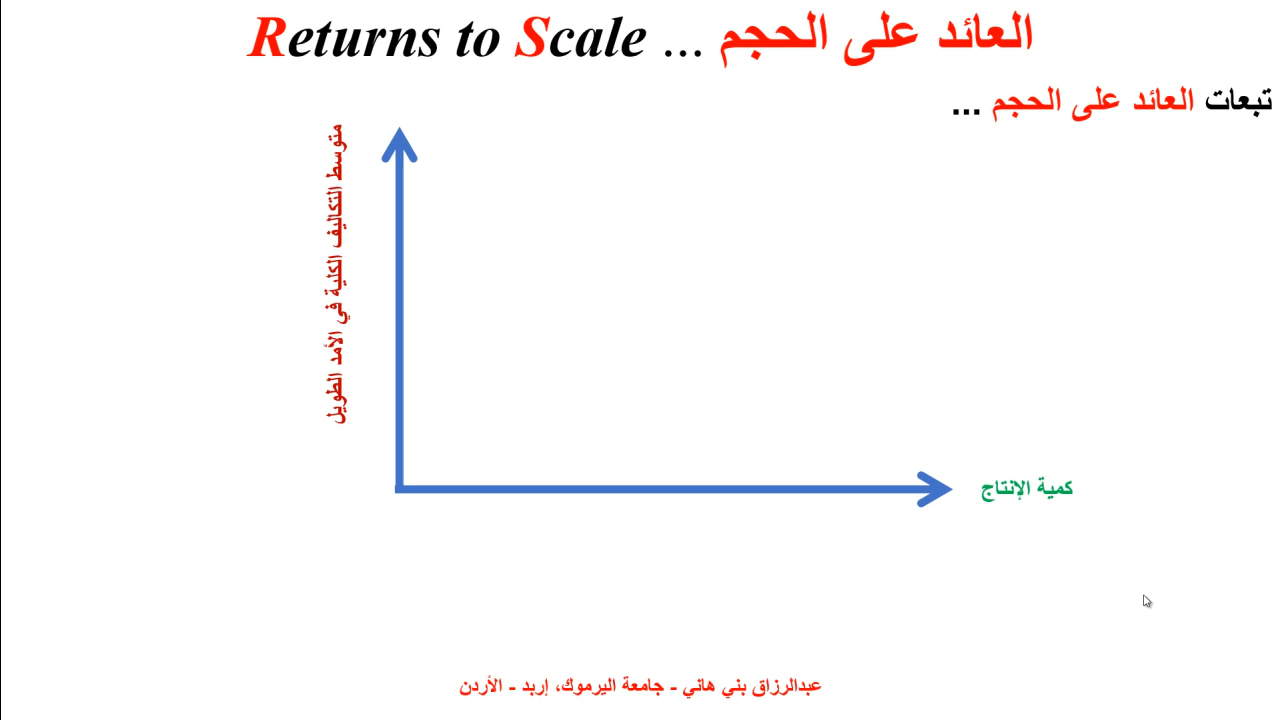 العائد على الحجم ... Returns to Scale
تبعات العائد على الحجم ...
متوسط التكاليف الكلية في الأمد الطويل
كمية الإنتاج
عبدالرزاق بني هاني - جامعة اليرموك، إربد - الأردن